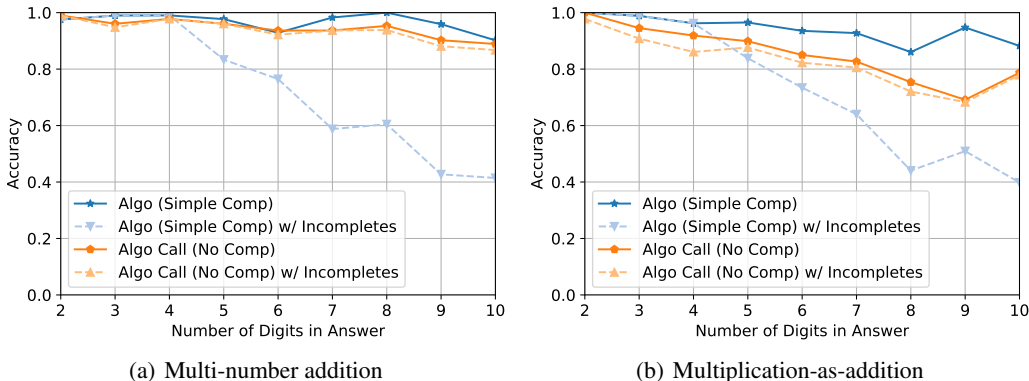 1.0
0.8
0.6
0.4
0.2
0.0
Accuracy
Algo (Simple Comp)
Algo (Simple Comp) w/ Incompletes
Algo Call (No Comp)
Algo Call (No Comp) w/ Incompletes
2 3 4 5 6 7 8 9 10
Number of Digits in Answer
(a) Multi-number addition
1.0
0.8
0.6
0.4
0.2
0.0
Accuracy
Algo (Simple Comp)
Algo (Simple Comp) w/ Incompletes
Algo Call (No Comp)
Algo Call (No Comp) w/ Incompletes
2 3 4 5 6 7 8 9 10
Number of Digits in Answer
(b) Multiplication-as-addition